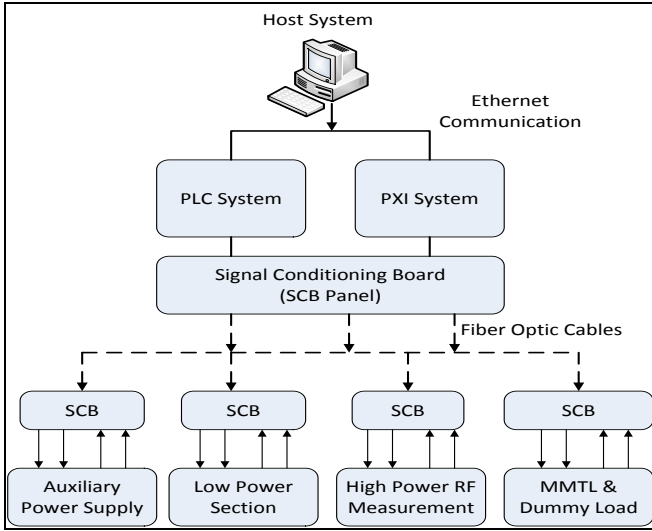 Host System
Ethernet
Communication
PLC System
PXI System
Signal Conditioning Board
(SCB Panel)
Fiber Optic Cables
SCB
SCB
SCB
SCB
Auxiliary
Power Supply
Low Power
Section
High Power RF
Measurement
MMTL &
Dummy Load